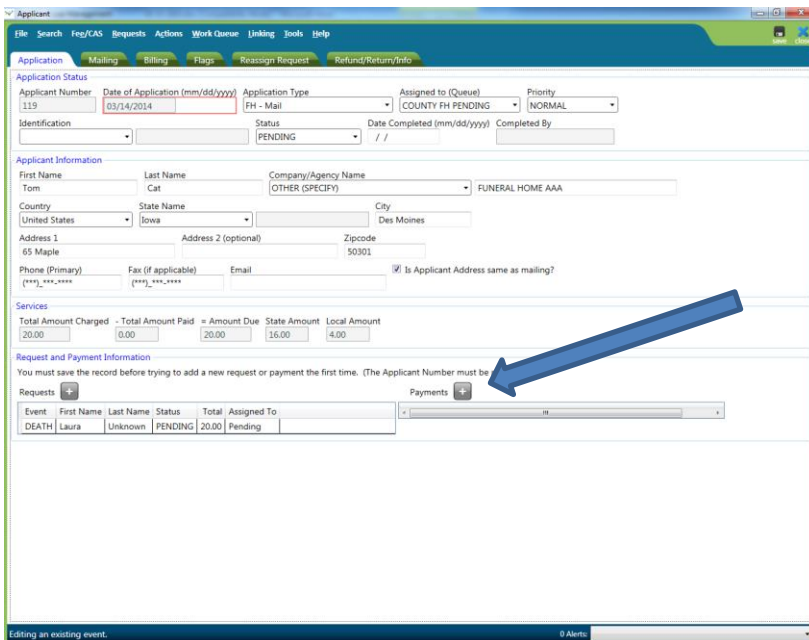 Applicant
File Search Fee/CAS Requests Actions Work Queue Linking Tools Help
save close
Application Mailing Billing Flags Reassign Request Refund/Return/Info
Application Status
Applicant Number Date of Application (mm/dd/yyyy) Application Type Assigned to (Queue) Priority
119 03/14/2014 FH - Mail COUNTY FH PENDING NORMAL
Identification Status Date Completed (mm/dd/yyyy) Completed By
PENDING / /
Applicant Information
First Name Last Name Company/Agency Name
Tom Cat OTHER (SPECIFY) FUNERAL HOME AAA
Country State Name City
United States Iowa Des Moines
Address 1 Address 2 (optional) Zipcode
65 Maple 50301
Phone (Primary) Fax (if applicable) Email Is Applicant Address same as mailing?
(***)_***-**** (***)_***-****
Services
Total Amount Charged - Total Amount Paid = Amount Due State Amount Local Amount
20.00 0.00 20.00 16.00 4.00
Request and Payment Information
You must save the record before trying to add a new request or payment the first time. (The Applicant Number must be
Requests + Payments +
Event First Name Last Name Status Total Assigned To
DEATH Laura Unknown PENDING 20.00 Pending
Editing an existing event. 0 Alerts: